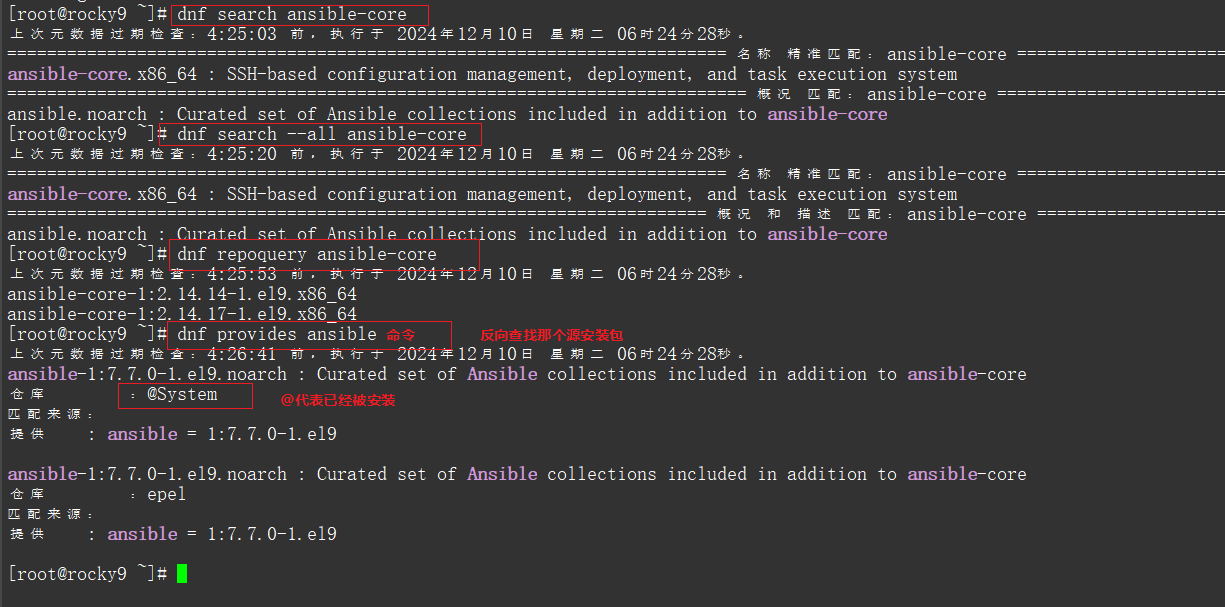 [root@rocky9 ~]# dnf search ansible-core
上次元数据过期检查：4:25:03 前，执行于 2024年12月10日 星期二 06时24分28秒。
======================================================================== 名称 精准匹配：ansible-core =====================
ansible-core.x86_64 : SSH-based configuration management, deployment, and task execution system
========================================================================== 概况 匹配：ansible-core =======================
ansible.noarch : Curated set of Ansible collections included in addition to ansible-core
[root@rocky9 ~]# dnf search --all ansible-core
上次元数据过期检查：4:25:20 前，执行于 2024年12月10日 星期二 06时24分28秒。
======================================================================== 名称 精准匹配：ansible-core =====================
ansible-core.x86_64 : SSH-based configuration management, deployment, and task execution system
====================================================================== 概况 和 描述 匹配：ansible-core ===================
ansible.noarch : Curated set of Ansible collections included in addition to ansible-core
[root@rocky9 ~]# dnf repoquery ansible-core
上次元数据过期检查：4:25:53 前，执行于 2024年12月10日 星期二 06时24分28秒。
ansible-core-1:2.14.14-1.el9.x86_64
ansible-core-1:2.14.17-1.el9.x86_64
[root@rocky9 ~]# dnf provides ansible 命令 反向查找那个源安装包
上次元数据过期检查：4:26:41 前，执行于 2024年12月10日 星期二 06时24分28秒。
ansible-1:7.7.0-1.el9.noarch : Curated set of Ansible collections included in addition to ansible-core
仓库 ：@System @代表已经被安装
匹配来源：
提供 : ansible = 1:7.7.0-1.el9
ansible-1:7.7.0-1.el9.noarch : Curated set of Ansible collections included in addition to ansible-core
仓库 ：epel
匹配来源：
提供 : ansible = 1:7.7.0-1.el9
[root@rocky9 ~]#